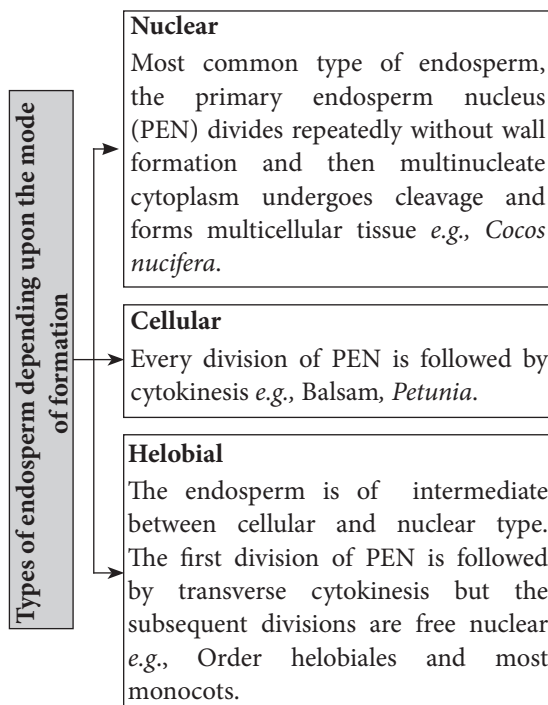 Types of endosperm depending upon the mode
of formation
Nuclear
Most common type of endosperm,
the primary endosperm nucleus
(PEN) divides repeatedly without wall
formation and then multinucleate
cytoplasm undergoes cleavage and
forms multicellular tissue e.g., Cocos
nucifera.
Cellular
Every division of PEN is followed by
cytokinesis e.g., Balsam, Petunia.
Helobial
The endosperm is of intermediate
between cellular and nuclear type.
The first division of PEN is followed
by transverse cytokinesis but the
subsequent divisions are free nuclear
e.g., Order helobiales and most
monocots.